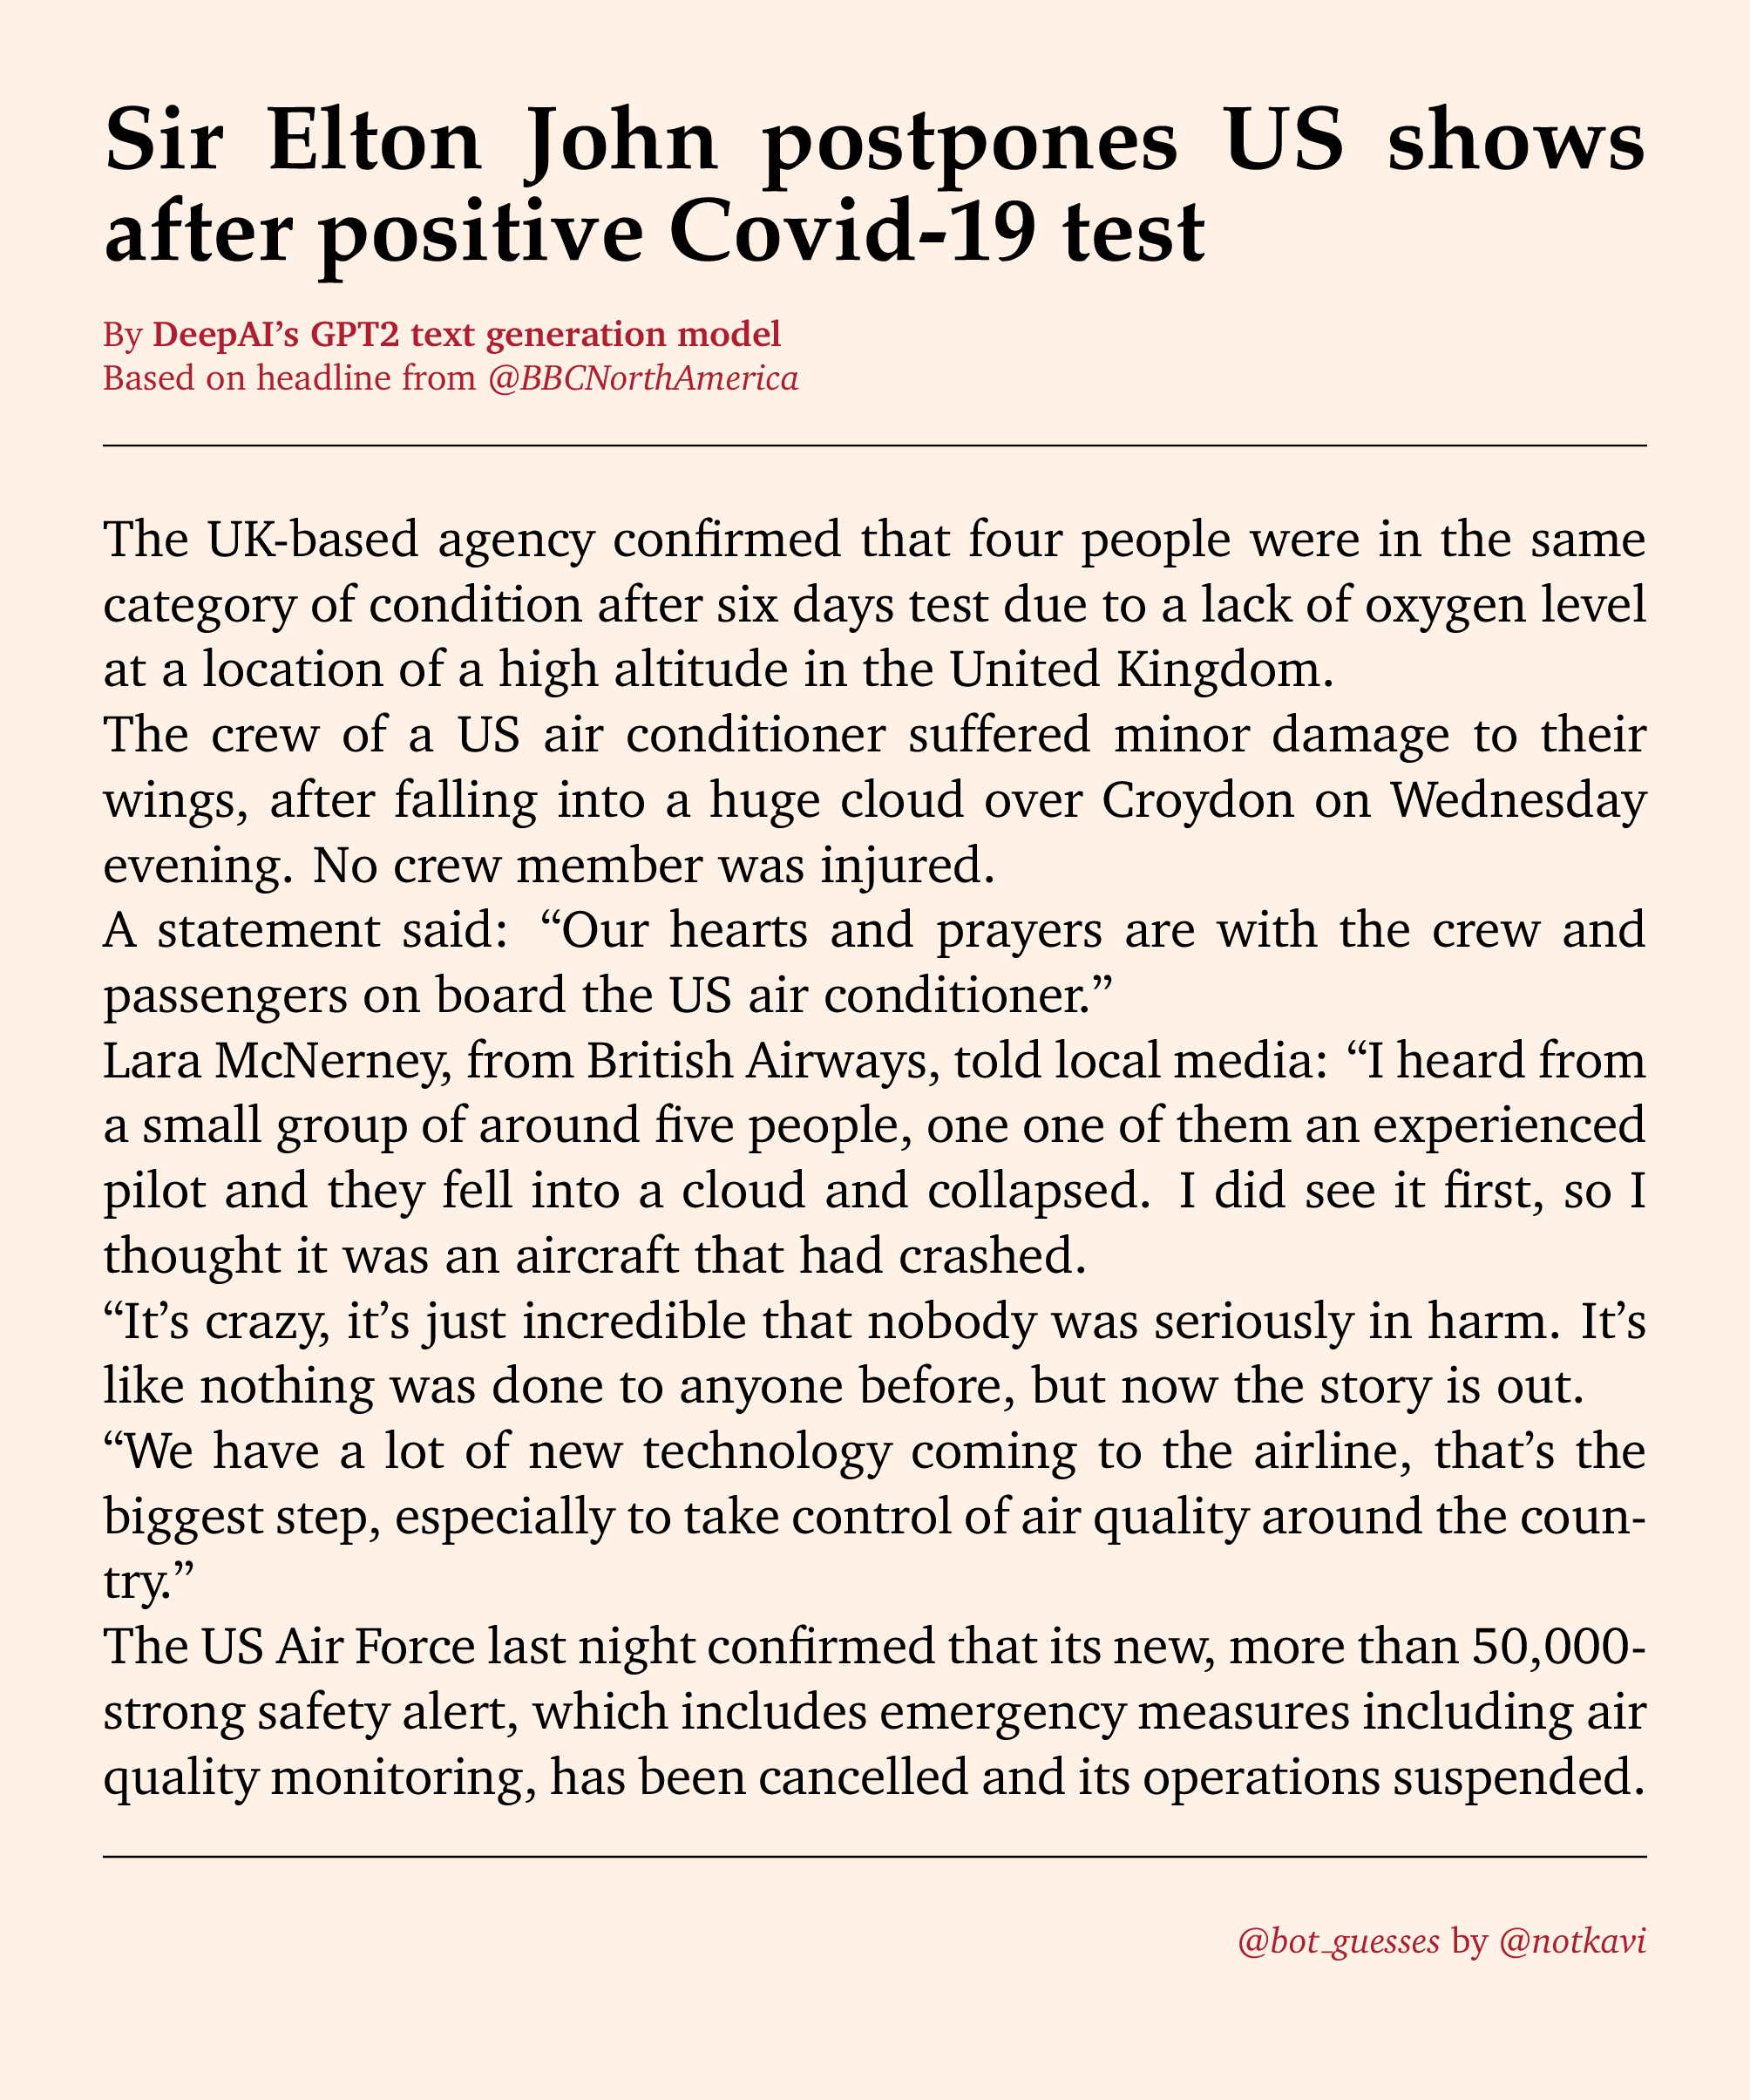 Sir Elton John postpones US shows
after positive Covid-19 test
By DeepAI’s GPT2 text generation model
Based on headline from @BBCNorthAmerica
The UK-based agency confirmed that four people were in the same
category of condition after six days test due to a lack of oxygen level
at a location of a high altitude in the United Kingdom.
The crew of a US air conditioner suffered minor damage to their
wings, after falling into a huge cloud over Croydon on Wednesday
evening. No crew member was injured.
A statement said: “Our hearts and prayers are with the crew and
passengers on board the US air conditioner.”
Lara McNerney, from British Airways, told local media: “I heard from
a small group of around five people, one one of them an experienced
pilot and they fell into a cloud and collapsed. I did see it first, so I
thought it was an aircraft that had crashed.
“It’s crazy, it’s just incredible that nobody was seriously in harm. It’s
like nothing was done to anyone before, but now the story is out.
“We have a lot of new technology coming to the airline, that’s the
biggest step, especially to take control of air quality around the coun-
try.”
The US Air Force last night confirmed that its new, more than 50,000-
strong safety alert, which includes emergency measures including air
quality monitoring, has been cancelled and its operations suspended.
@bot_guesses by @notkavi